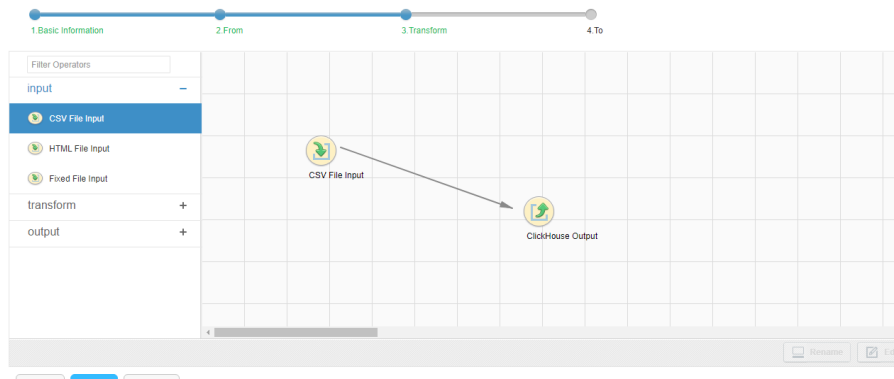 1.Basic Information
2.From
3.Transform
4.To
Filter Operators
input
CSV File Input
HTML File Input
Fixed File Input
transform
output
CSV File Input
ClickHouse Output
Rename